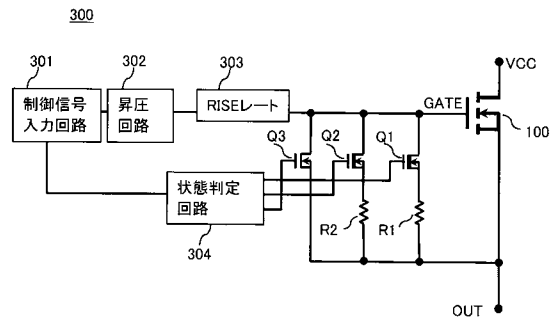 300
301
302
303
制御信号
入力回路
昇圧
回路
RISEレート
GATE
VCC
100
Q3
Q2
Q1
状態判定
回路
304
R2
R1
OUT